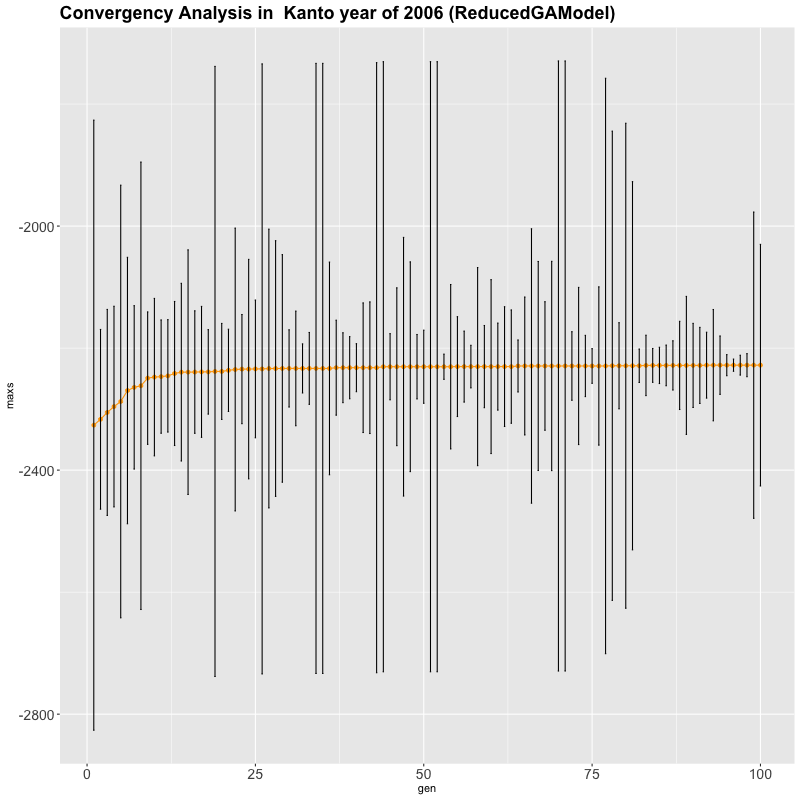 Convergency Analysis in  Kanto year of 2006 (ReducedGAModel)
maxs
-2000
-2400
-2800
0 25 50 75 100
gen